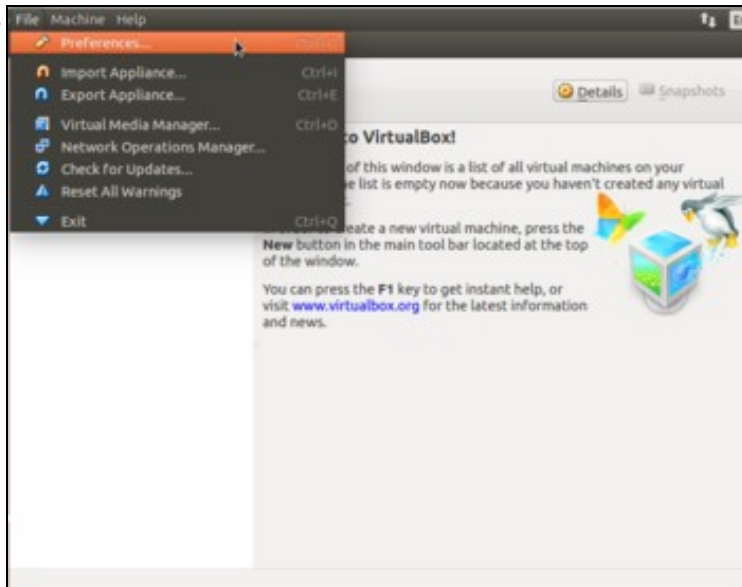 File Machine Help
Preferences...
Import Appliance... Ctrl+I
Export Appliance... Ctrl+E
Virtual Media Manager... Ctrl+D
Network Operations Manager...
Check for Updates...
Reset All Warnings
Exit Ctrl+Q
Details Snapshots
to VirtualBox!
of this window is a list of all virtual machines on your
list is empty now because you haven't created any virtual
create a new virtual machine, press the
New button in the main tool bar located at the top
of the window.
You can press the F1 key to get instant help, or
visit www.virtualbox.org for the latest information
and news.